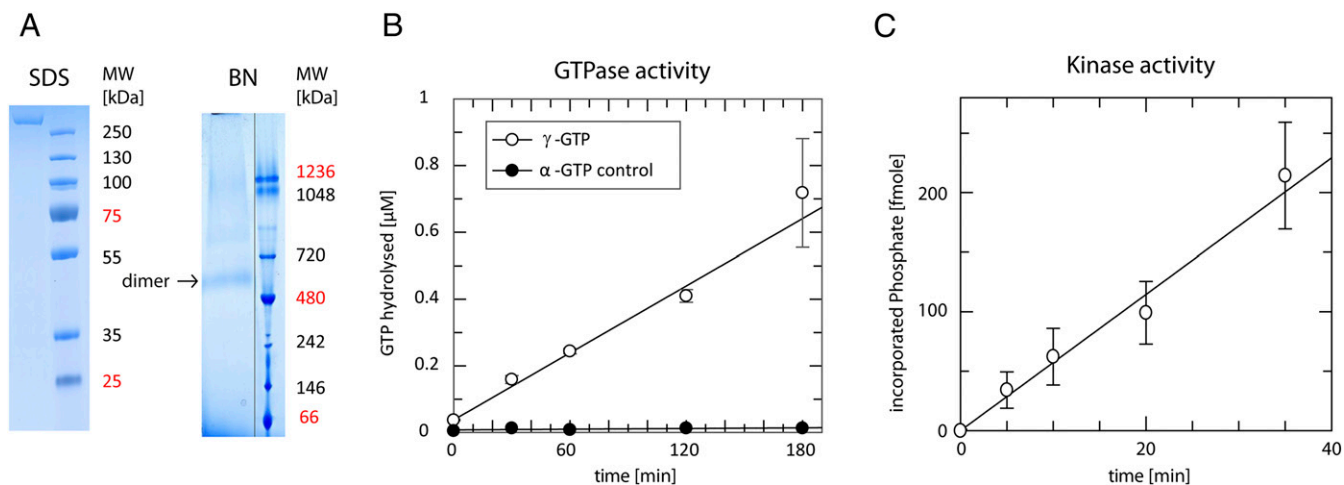 A
SDS
MW
[kDa]
250
130
100
75
55
35
25
BN
MW
[kDa]
1236
1048
720
480
242
146
66
dimer →
B
GTPase activity
1
0.8
0.6
0.4
0.2
0
γ -GTP
α -GTP control
GTP hydrolysed [µM]
0 60 120 180
time [min]
C
Kinase activity
200
100
0
incorporated Phosphate [fmole]
0 20 40
time [min]